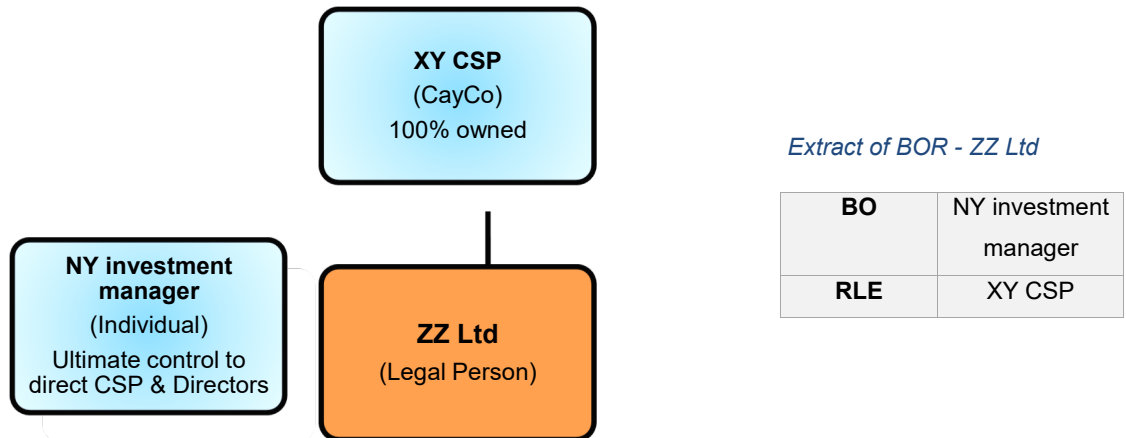 XY CSP
(CayCo)
100% owned
Extract of BOR - ZZ Ltd
BO
NY investment
manager
RLE
XY CSP
NY investment
manager
(Individual)
Ultimate control to
direct CSP & Directors
ZZ Ltd
(Legal Person)